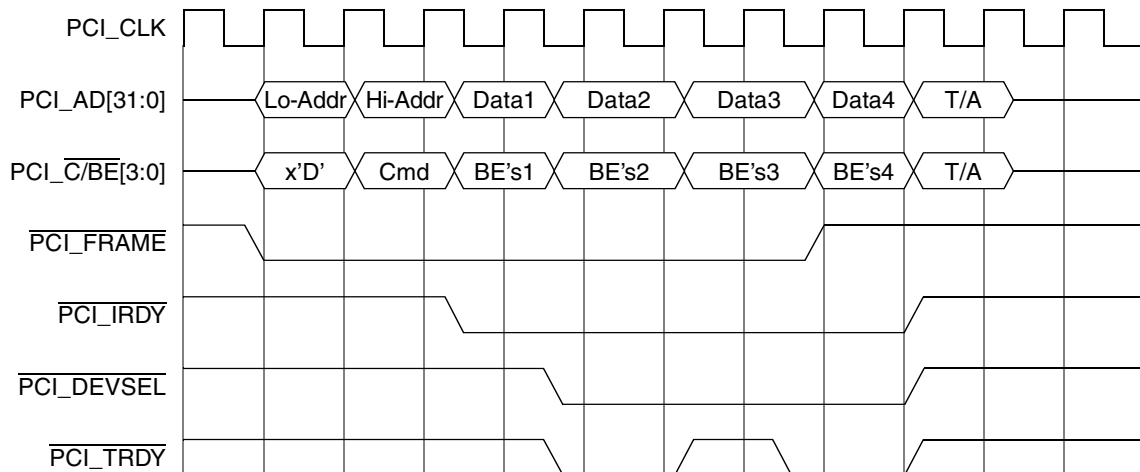 PCI_CLK
PCI_AD[31:0] Lo-Addr Hi-Addr Data1 Data2 Data3 Data4 T/A
PCI_C/BE[3:0] x'D' Cmd BE's1 BE's2 BE's3 BE's4 T/A
PCI_FRAME
PCI_IRDY
PCI_DEVSEL
PCI_TRDY